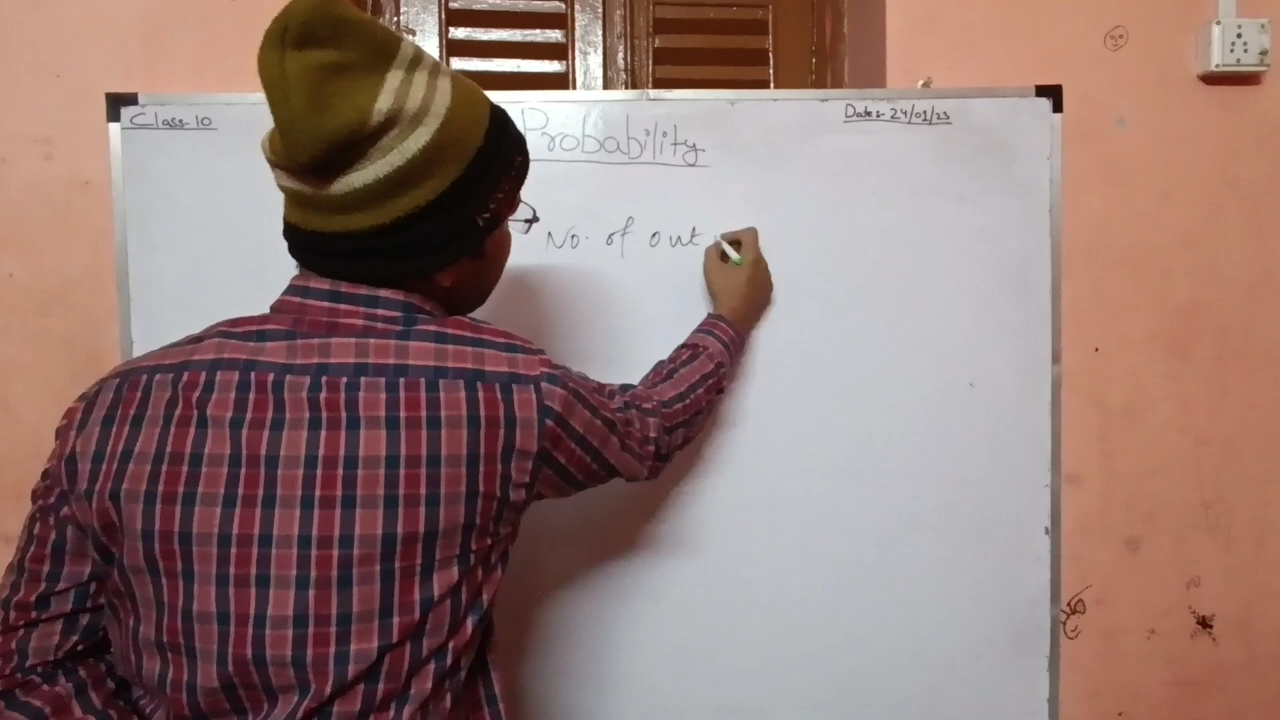 Class-10
Date:- 24/01/23
Probability
No. of out